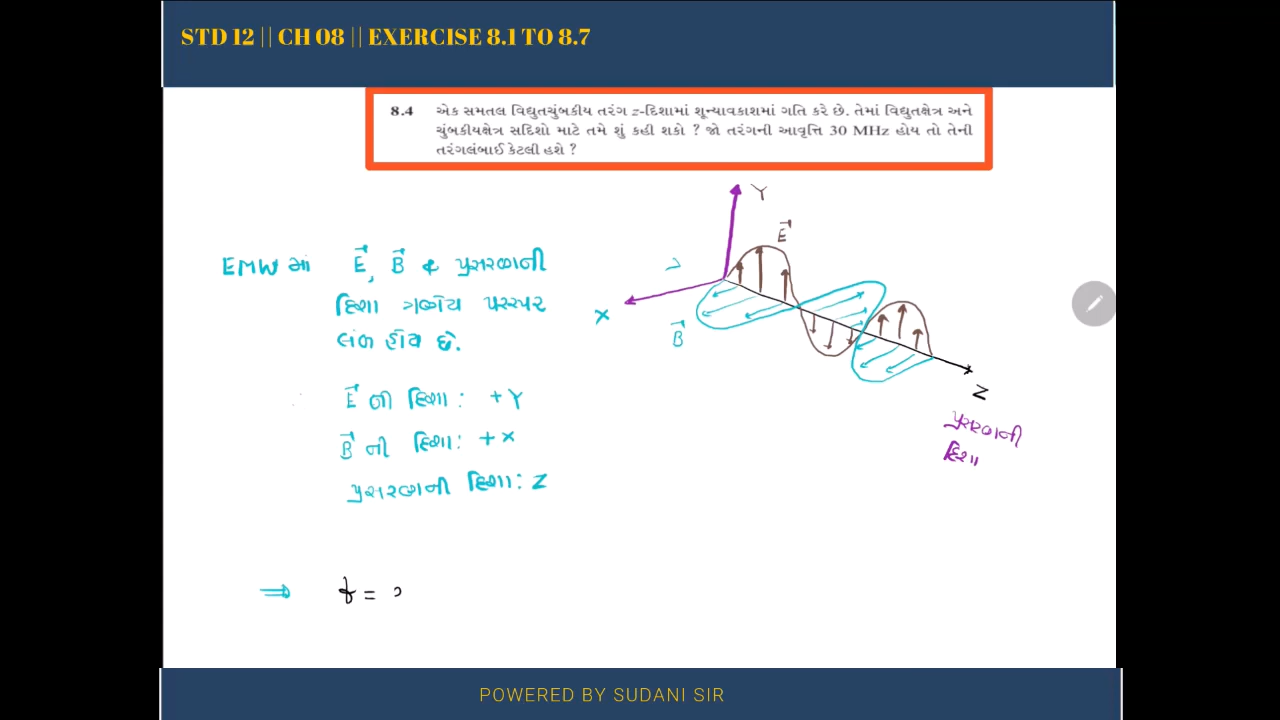 STD 12 || CH 08 || EXERCISE 8.1 TO 8.7
8.4 એક સમતલ વિદ્યુતચુંબકીય તરંગ z-દિશામાં શૂન્યાવકાશમાં ગતિ કરે છે. તેમાં વિદ્યુતક્ષેત્ર અને
ચુંબકીયક્ષેત્ર સદિશો માટે તમે શું કહી શકો ? જો તરંગની આવૃત્તિ 30 MHz હોય તો તેની
તરંગલંબાઈ કેટલી હશે ?
Y
E⃗
EMW માં E⃗, B⃗ & પ્રસરણની
દિશા ત્રણેય પરસ્પર
લંબ હોય છે.
X
B⃗
Z
પ્રસરણની
દિશા
E⃗ ની દિશા : + Y
B⃗ ની દિશા : + X
પ્રસરણની દિશા : Z
⇒ f =
POWERED BY SUDANI SIR